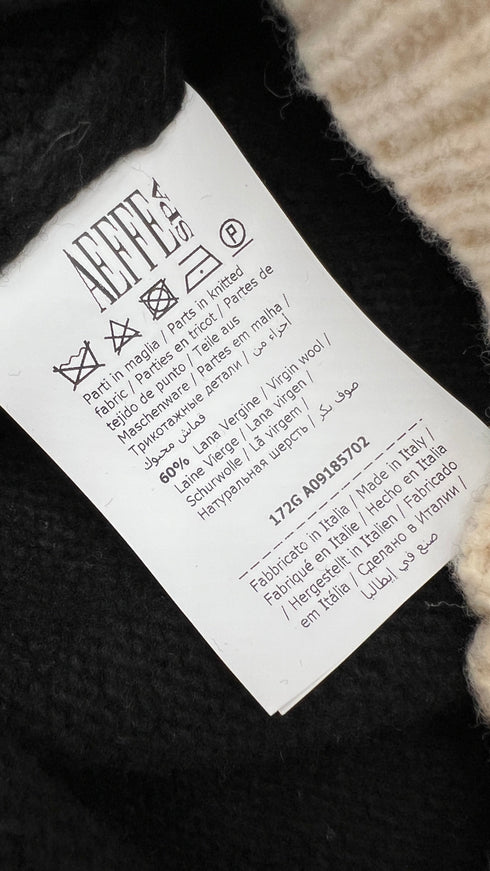 AEFFE SPA
P
Parti in maglia / Parts in knitted
fabric / Parties en tricot / Partes de
tejido de punto / Teile aus
Maschenware / Partes em malha /
Трикотажные детали / أجزاء من
قماش محبوك
60% Lana Vergine / Virgin wool /
Laine Vierge / Lana virgen /
Schurwolle / Lã virgem /
Натуральная шерсть / صوف بكر
172G A09185702
Fabbricato in Italia / Made in Italy /
Fabriqué en Italie / Hecho en Italia
/ Hergestellt in Italien / Fabricado
em Itália / Сделано в Италии /
صنع في ايطاليا